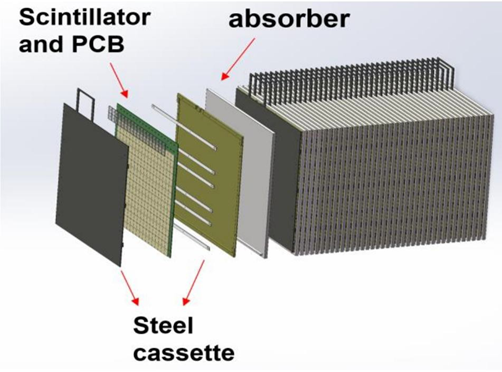 Scintillator
and PCB
absorber
Steel
cassette